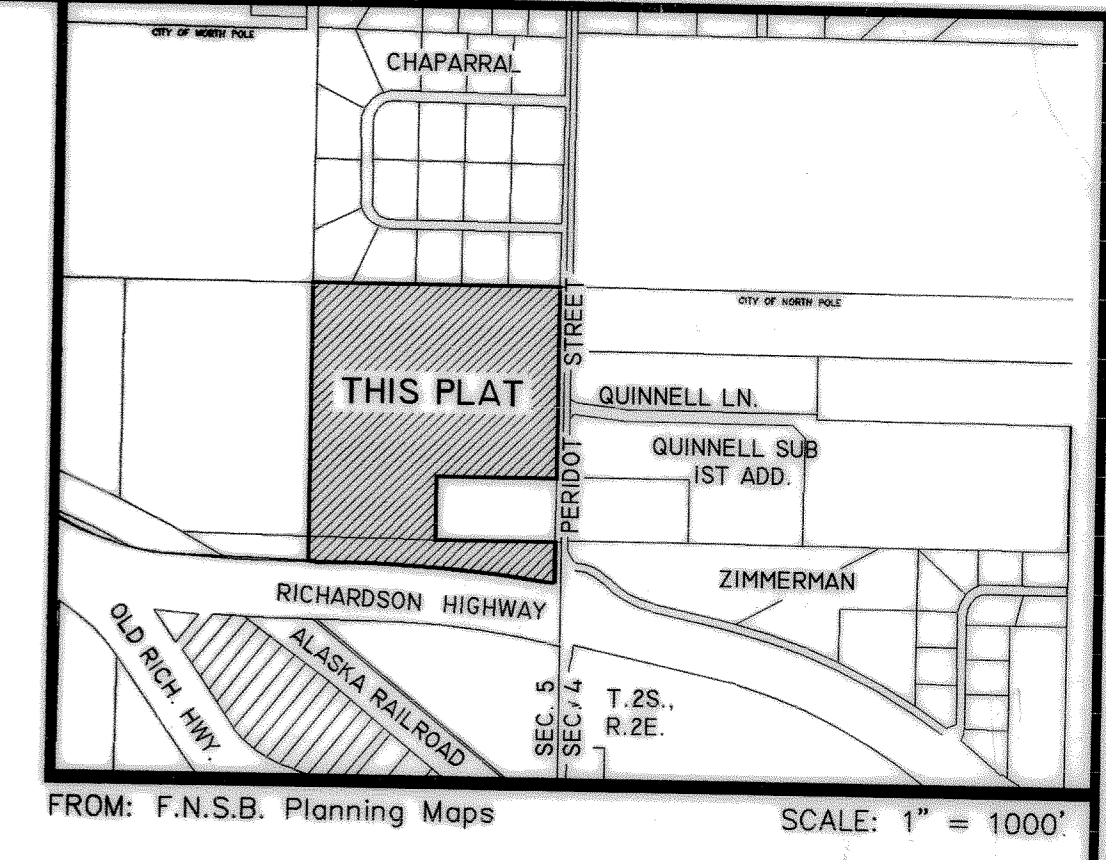 CITY OF NORTH POLE
CHAPARRAL
CITY OF NORTH POLE
PERIDOT STREET
THIS PLAT
QUINNELL LN.
QUINNELL SUB
IST ADD.
ZIMMERMAN
RICHARDSON HIGHWAY
OLD RICH. HWY.
ALASKA RAILROAD
SEC. 5
SEC. 4
T.2S.,
R.2E.
FROM: F.N.S.B. Planning Maps
SCALE: 1" = 1000'